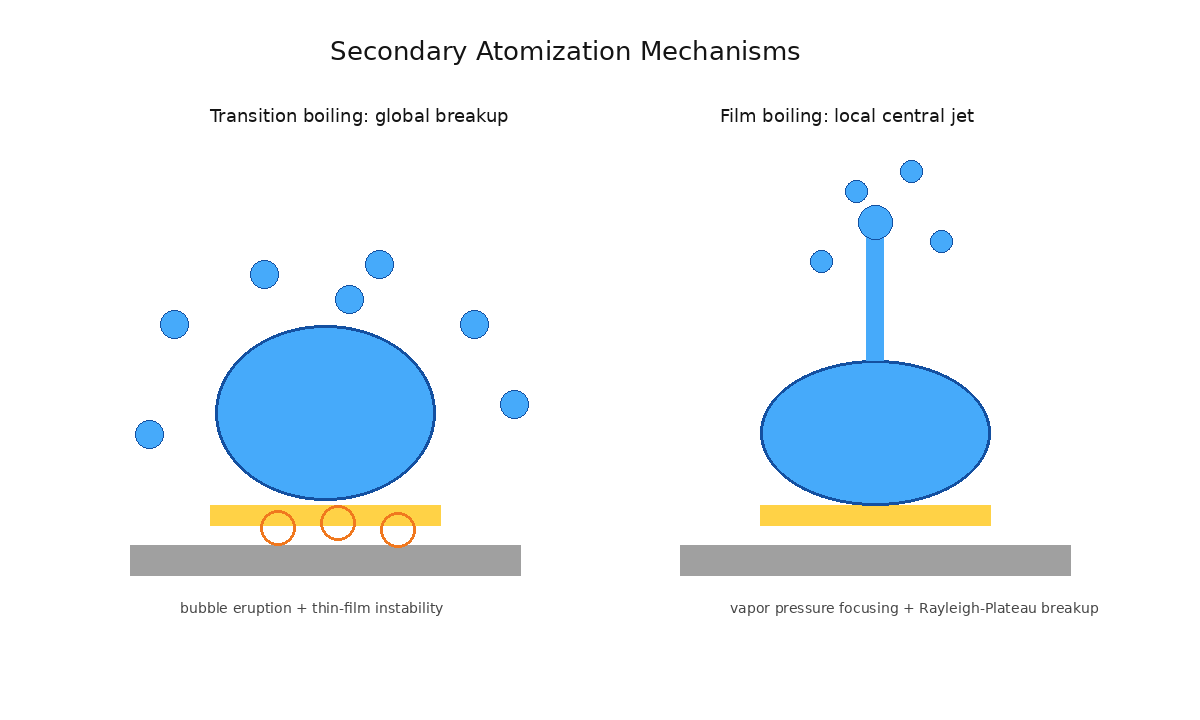 Secondary Atomization Mechanisms
Transition boiling: global breakup
Film boiling: local central jet
bubble eruption + thin-film instability
vapor pressure focusing + Rayleigh-Plateau breakup